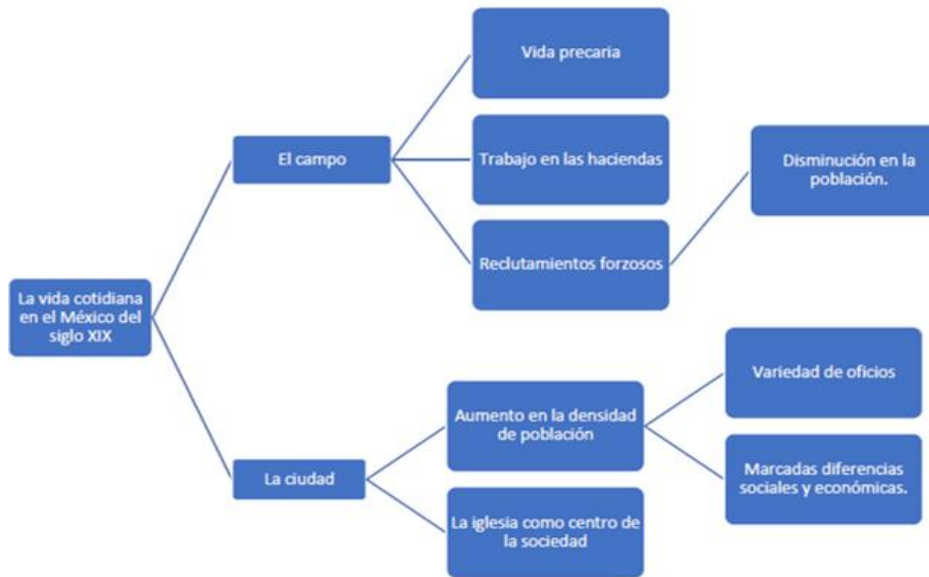 La vida cotidiana
en el México del
siglo XIX
El campo
Vida precaria
Trabajo en las haciendas
Reclutamientos forzosos
Disminución en la
población.
La ciudad
Aumento en la densidad
de población
Variedad de oficios
Marcadas diferencias
sociales y económicas.
La iglesia como centro de
la sociedad